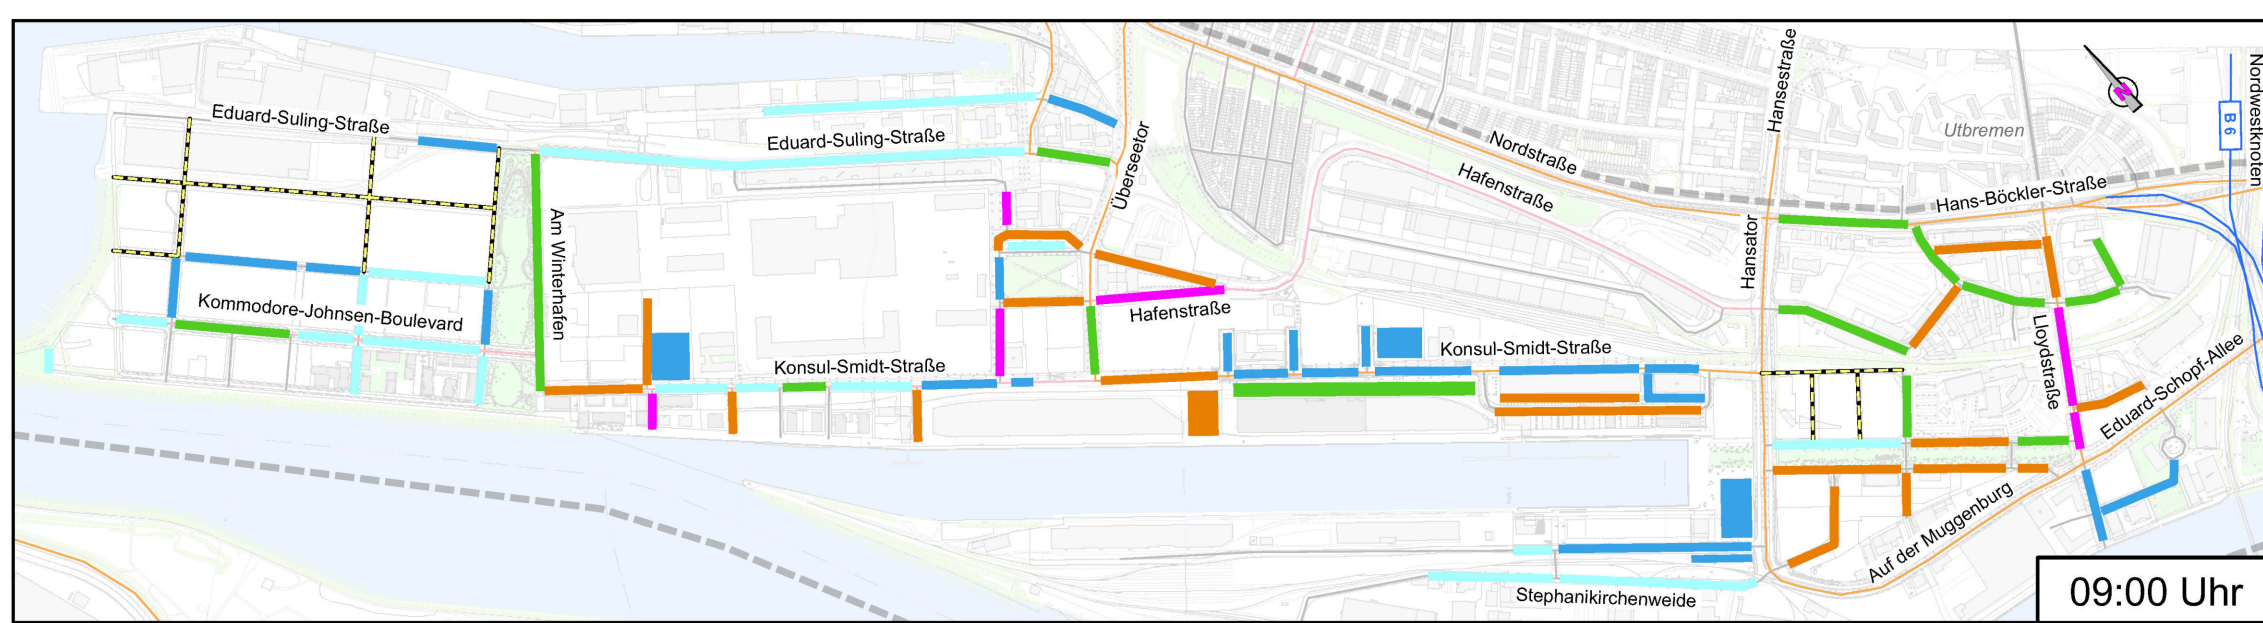 Eduard-Suling-Straße
Eduard-Suling-Straße
Überseetor
Nordstraße
Hafenstraße
Hansestraße
Utbremen
Hans-Böckler-Straße
B 6
Nordwestknoten
N
Am Winterhafen
Hansator
Kommodore-Johnsen-Boulevard
Hafenstraße
Konsul-Smidt-Straße
Konsul-Smidt-Straße
Lloydstraße
Eduard-Schopf-Allee
Auf der Muggenburg
Stephanikirchenweide
09:00 Uhr